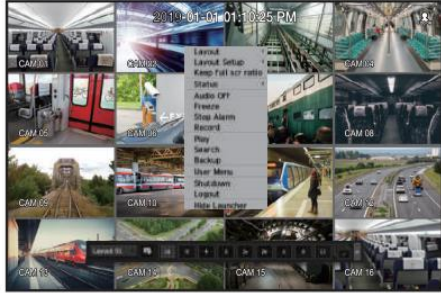 2019-01-01 01:10:25 PM
CAM 01
CAM 02
CAM 04
Layout
Layout Setup
Keep full scr ratio
Status
Audio OFF
Freeze
Stop Alarm
Record
Play
Search
Backup
User Menu
Shutdown
Logout
Hide Launcher
CAM 05
CAM 06
CAM 08
CAM 09
CAM 10
CAM 12
Layout
CAM 13
CAM 14
CAM 15
CAM 16